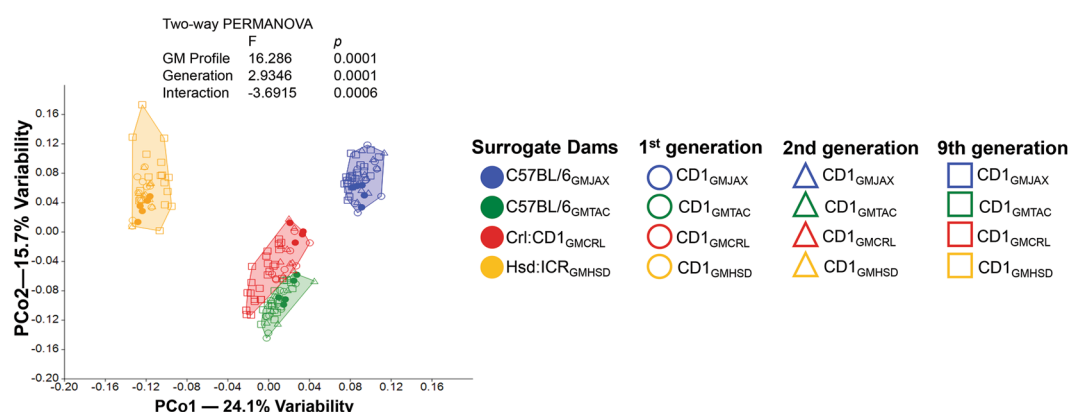 Two-way PERMANOVA
F p
GM Profile 16.286 0.0001
Generation 2.9346 0.0001
Interaction -3.6915 0.0006
PCo2—15.7% Variability
0.16
0.12
0.08
0.04
0.00
-0.04
-0.08
-0.12
-0.16
-0.20
-0.20 -0.16 -0.12 -0.08 -0.04 0.00 0.04 0.08 0.12 0.16
PCo1 — 24.1% Variability
Surrogate Dams 1st generation 2nd generation 9th generation
C57BL/6GMJAX CD1GMJAX CD1GMJAX CD1GMJAX
C57BL/6GMTAC CD1GMTAC CD1GMTAC CD1GMTAC
Crl:CD1GMCRL CD1GMCRL CD1GMCRL CD1GMCRL
Hsd:ICRGMHSD CD1GMHSD CD1GMHSD CD1GMHSD